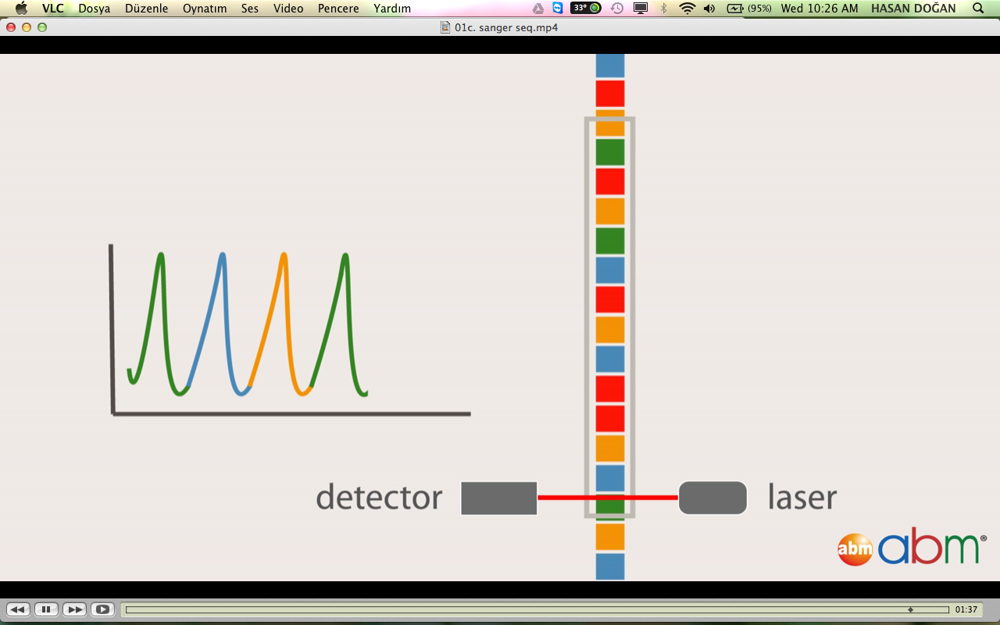 VLC Dosya Düzenle Oynatım Ses Video Pencere Yardım 33° (95%) Wed 10:26 AM HASAN DOĞAN
01c. sanger seq.mp4
detector laser
abm abm®
01:37